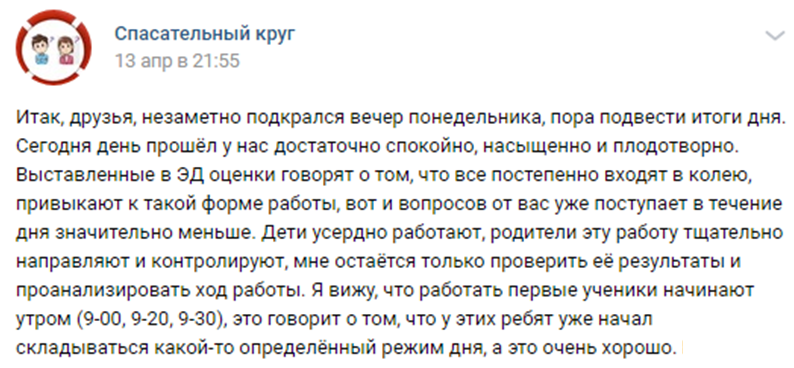 Спасательный круг
13 апр в 21:55
Итак, друзья, незаметно подкрался вечер понедельника, пора подвести итоги дня.
Сегодня день прошёл у нас достаточно спокойно, насыщенно и плодотворно.
Выставленные в ЭД оценки говорят о том, что все постепенно входят в колею,
привыкают к такой форме работы, вот и вопросов от вас уже поступает в течение
дня значительно меньше. Дети усердно работают, родители эту работу тщательно
направляют и контролируют, мне остаётся только проверить её результаты и
проанализировать ход работы. Я вижу, что работать первые ученики начинают
утром (9-00, 9-20, 9-30), это говорит о том, что у этих ребят уже начал
складываться какой-то определённый режим дня, а это очень хорошо.